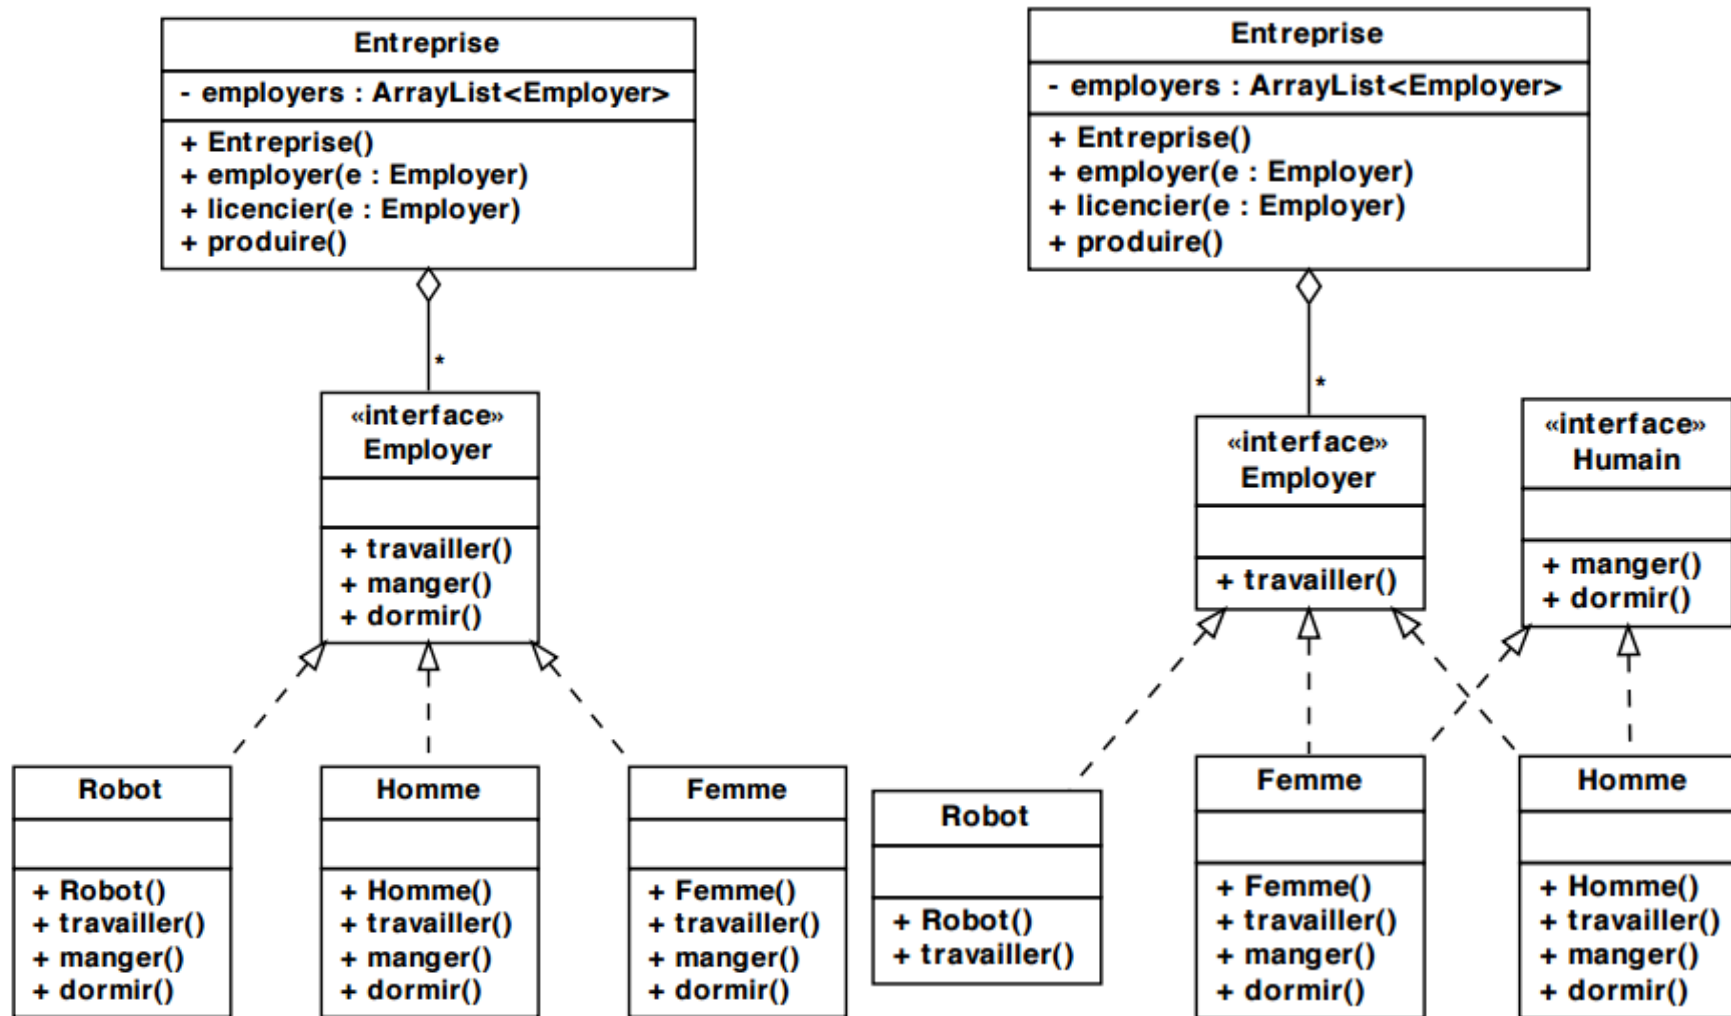 Entreprise
- employers : ArrayList<Employer>
+ Entreprise()
+ employer(e : Employer)
+ licencier(e : Employer)
+ produire()
*
«interface»
Employer
+ travailler()
+ manger()
+ dormir()
Robot
+ Robot()
+ travailler()
+ manger()
+ dormir()
Homme
+ Homme()
+ travailler()
+ manger()
+ dormir()
Femme
+ Femme()
+ travailler()
+ manger()
+ dormir()
Entreprise
- employers : ArrayList<Employer>
+ Entreprise()
+ employer(e : Employer)
+ licencier(e : Employer)
+ produire()
*
«interface»
Employer
+ travailler()
«interface»
Humain
+ manger()
+ dormir()
Robot
+ Robot()
+ travailler()
Femme
+ Femme()
+ travailler()
+ manger()
+ dormir()
Homme
+ Homme()
+ travailler()
+ manger()
+ dormir()